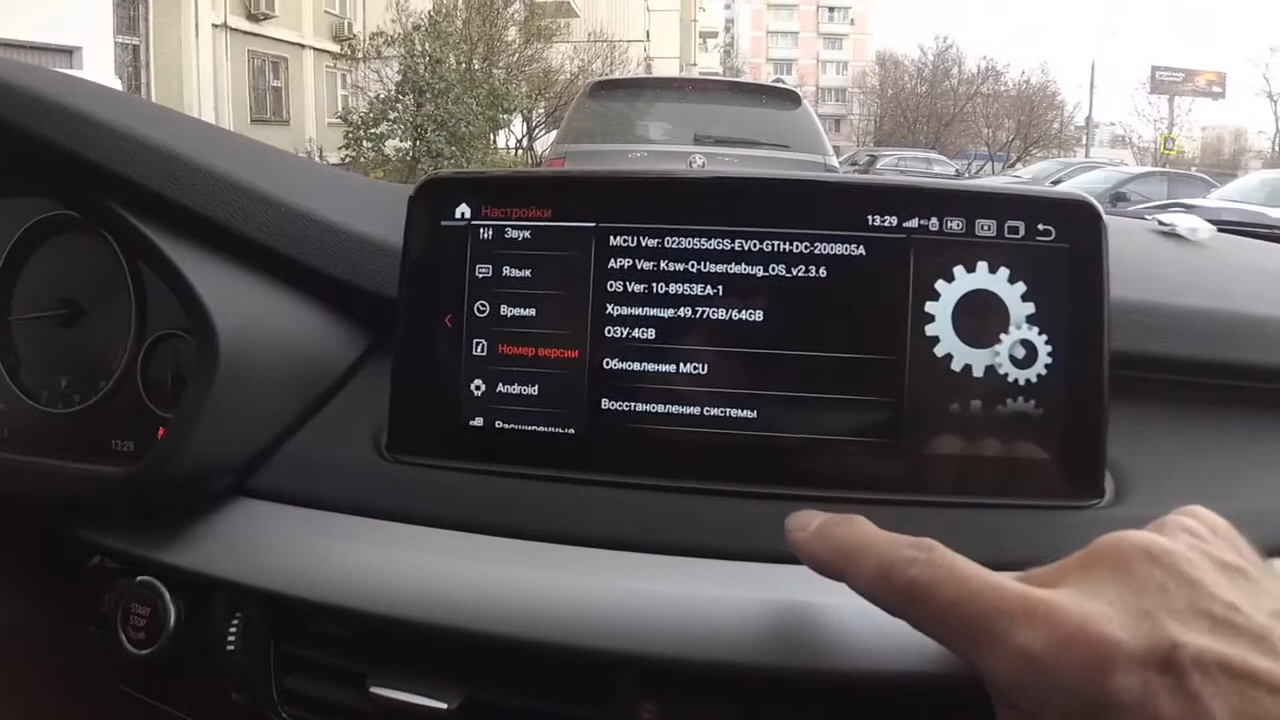 Настройки
13:29
4G
HD
Звук
Язык
Время
Номер версии
Android
Расширенные
MCU Ver: 023055dGS-EVO-GTH-DC-200805A
APP Ver: Ksw-Q-Userdebug_OS_v2.3.6
OS Ver: 10-8953EA-1
Хранилище:49.77GB/64GB
ОЗУ:4GB
Обновление MCU
Восстановление системы
13:29
START
STOP